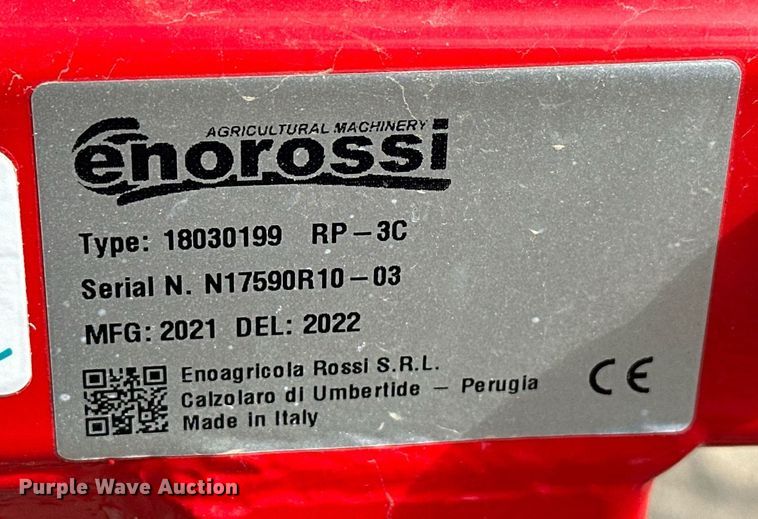 AGRICULTURAL MACHINERY
enorossi
Type: 18030199 RP-3C
Serial N. N17590R10-03
MFG: 2021 DEL: 2022
Enoagricola Rossi S.R.L.
Calzolaro di Umbertide - Perugia
Made in Italy
CE
Purple Wave Auction